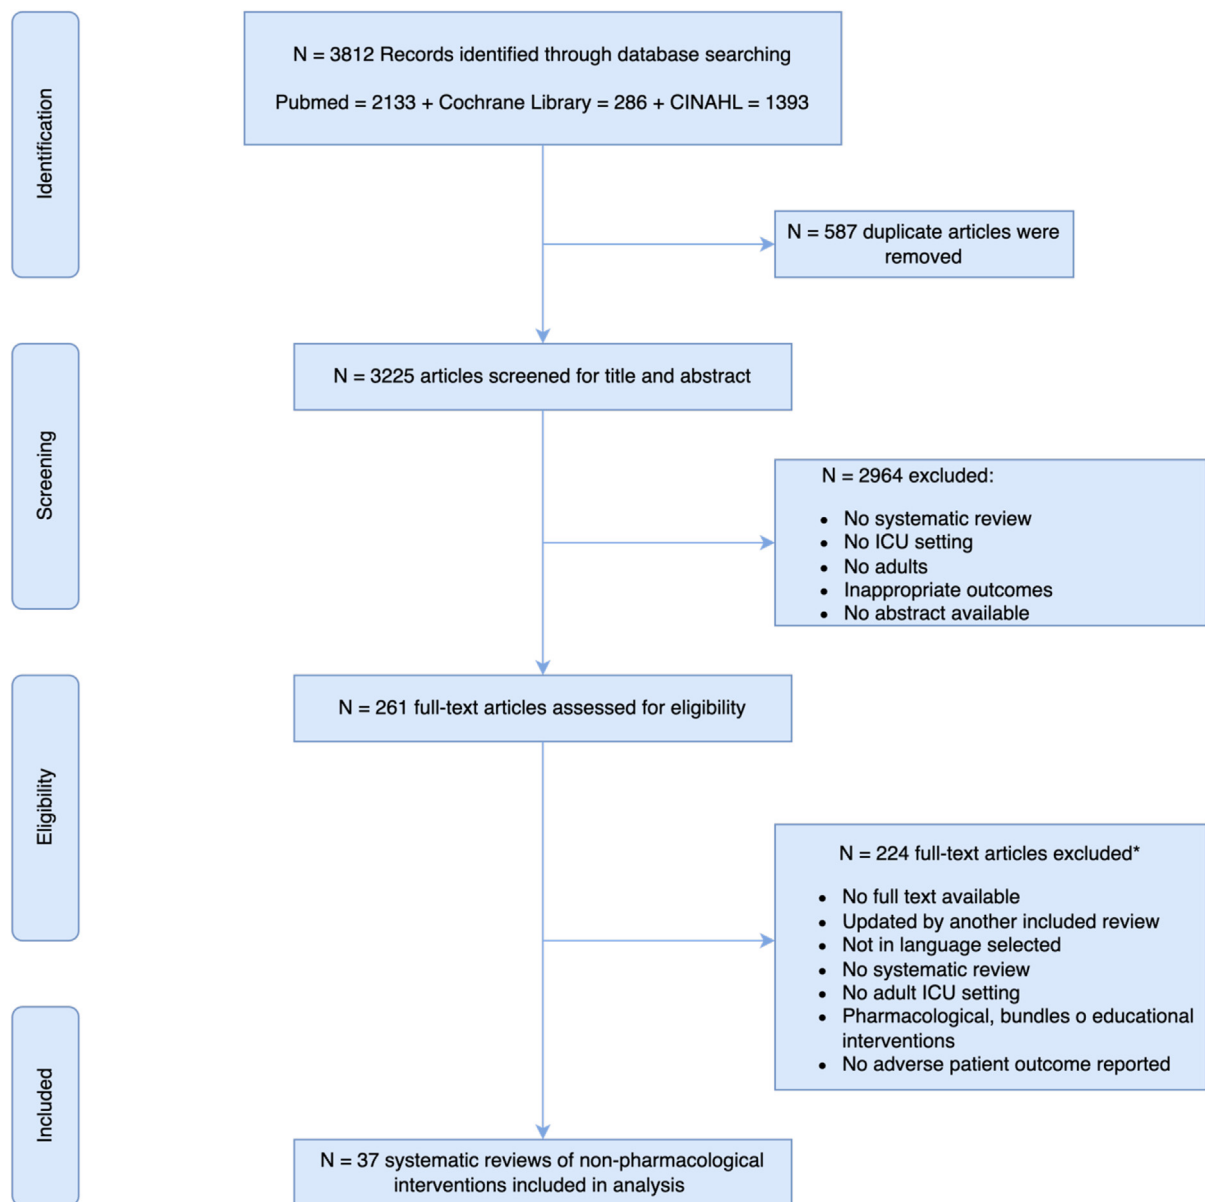 Identification
N = 3812 Records identified through database searching
Pubmed = 2133 + Cochrane Library = 286 + CINAHL = 1393
N = 587 duplicate articles were
removed
Screening
N = 3225 articles screened for title and abstract
N = 2964 excluded:
• No systematic review
• No ICU setting
• No adults
• Inappropriate outcomes
• No abstract available
Eligibility
N = 261 full-text articles assessed for eligibility
N = 224 full-text articles excluded*
• No full text available
• Updated by another included review
• Not in language selected
• No systematic review
• No adult ICU setting
• Pharmacological, bundles o educational
interventions
• No adverse patient outcome reported
Included
N = 37 systematic reviews of non-pharmacological
interventions included in analysis